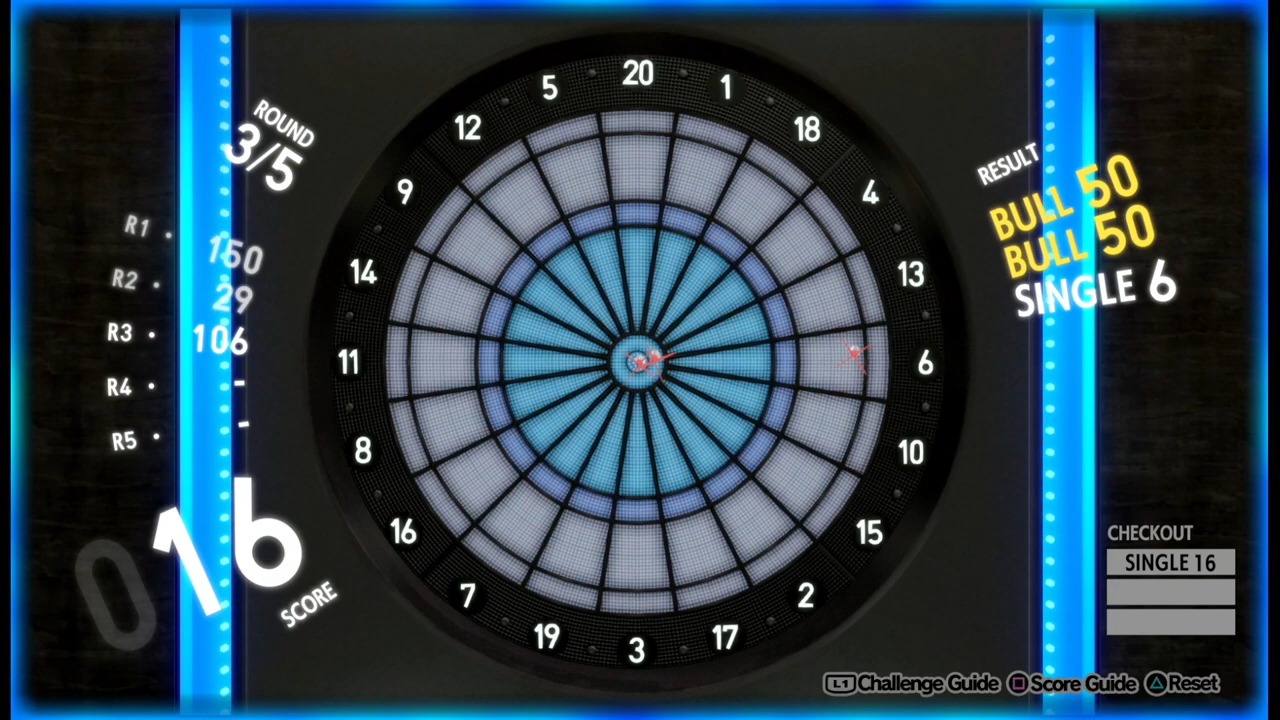 ROUND
3/5
R1 • 150
R2 • 29
R3 • 106
R4 • -
R5 • -
016
SCORE
20
1
18
4
13
6
10
15
2
17
3
19
7
16
8
11
14
9
12
5
RESULT
BULL 50
BULL 50
SINGLE 6
CHECKOUT
SINGLE 16
L1 Challenge Guide Score Guide Reset